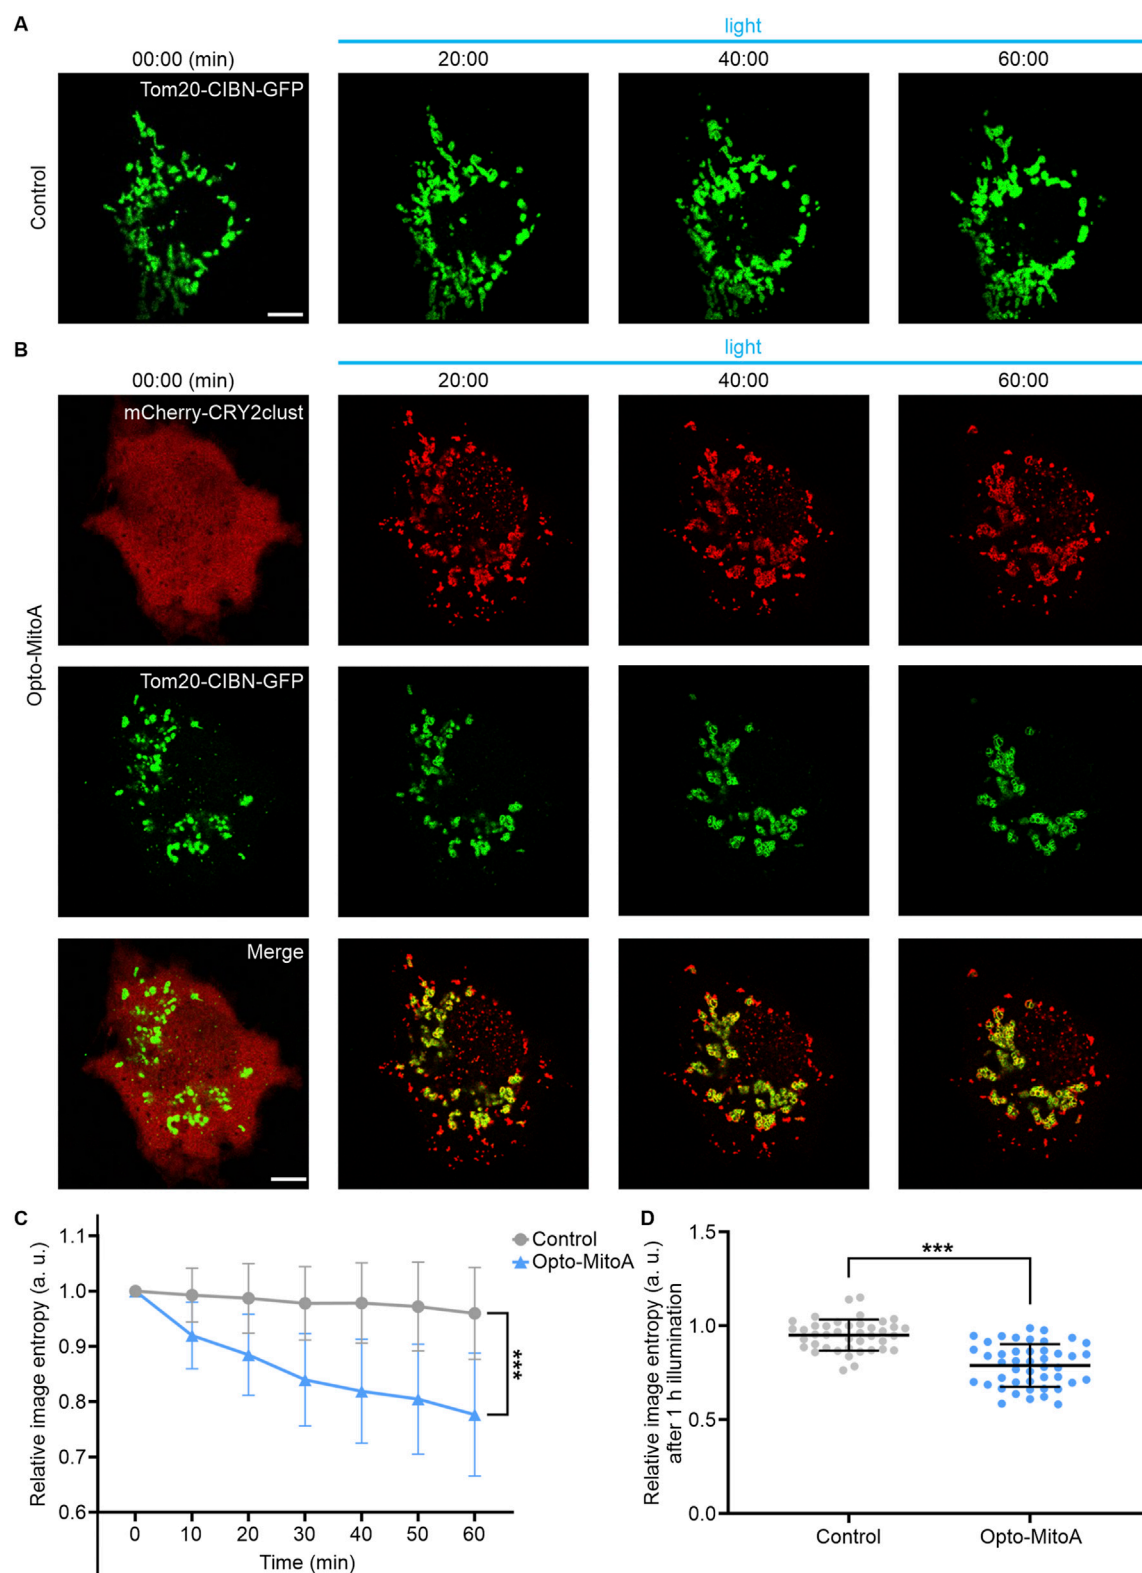 A
light
00:00 (min) 20:00 40:00 60:00
Tom20-CIBN-GFP
Control
B
light
00:00 (min) 20:00 40:00 60:00
mCherry-CRY2clust
Opto-MitoA
Tom20-CIBN-GFP
Merge
C
Relative image entropy (a. u.)
1.1
1.0
0.9
0.8
0.7
0.6
Control
Opto-MitoA
***
0 10 20 30 40 50 60
Time (min)
D
Relative image entropy (a. u.)
after 1 h illumination
1.5
1.0
0.5
0.0
***
Control Opto-MitoA